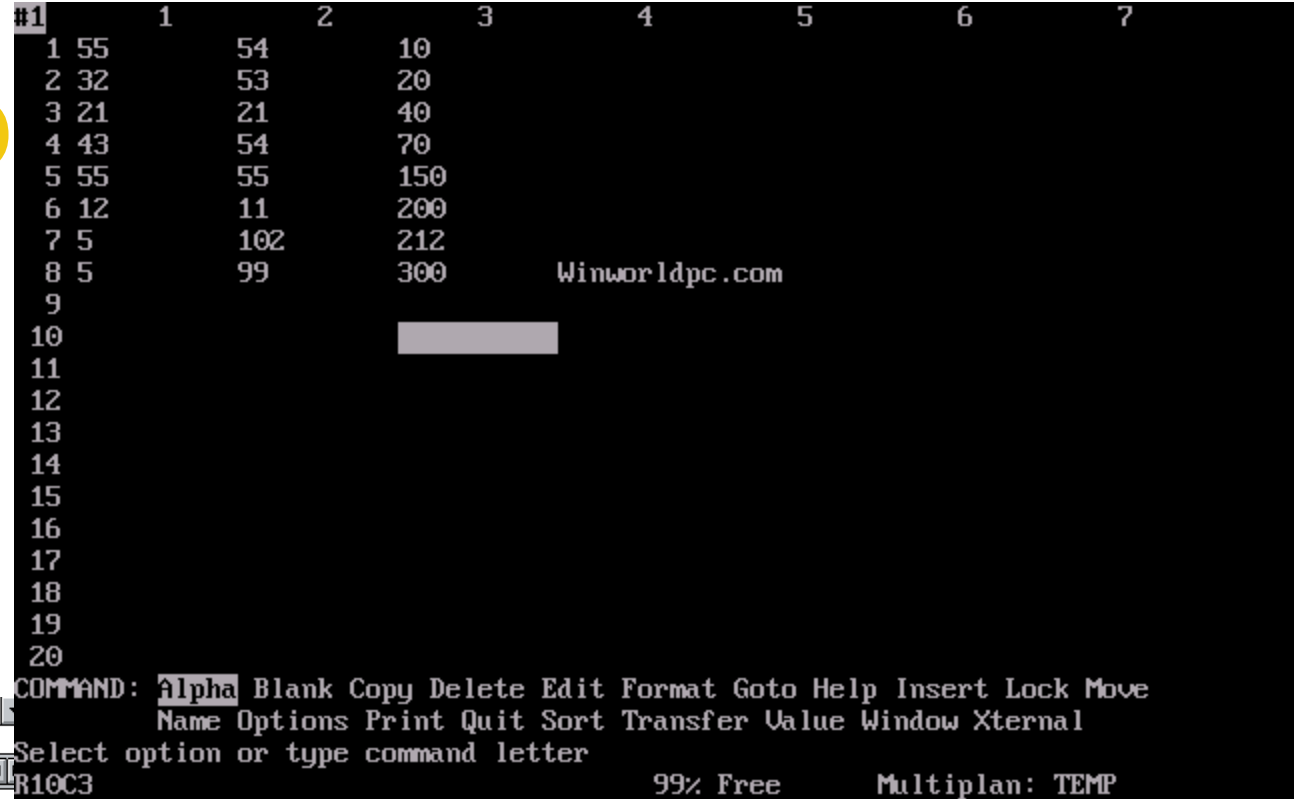 #1 1 2 3 4 5 6 7
1 55 54 10
2 32 53 20
3 21 21 40
4 43 54 70
5 55 55 150
6 12 11 200
7 5 102 212
8 5 99 300 Winworldpc.com
9
10
11
12
13
14
15
16
17
18
19
20
COMMAND: Alpha Blank Copy Delete Edit Format Goto Help Insert Lock Move
Name Options Print Quit Sort Transfer Value Window Xternal
Select option or type command letter
R10C3 99% Free Multiplan: TEMP